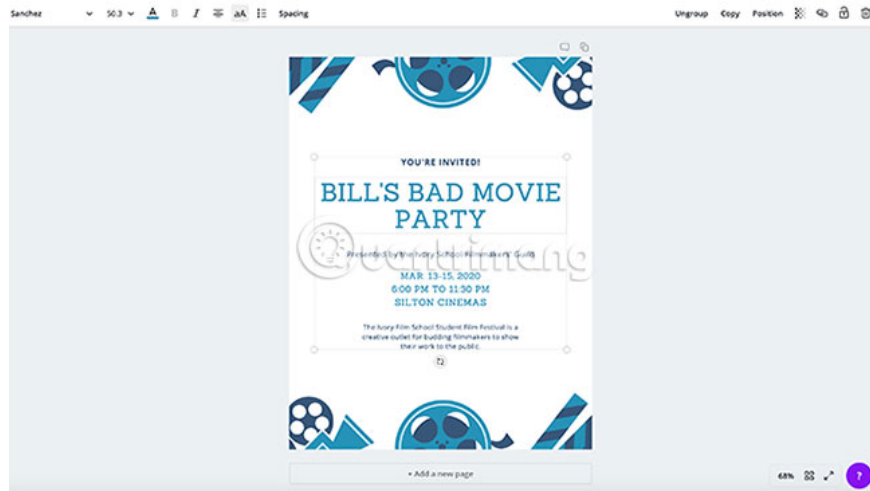 Sanchez 50.3 A B I aA Spacing Ungroup Copy Position
YOU'RE INVITED!
BILL'S BAD MOVIE
PARTY
Presented by the Ivory School Filmmakers' Guild
Quantrimang
MAR 13-15, 2020
6:00 PM TO 11:30 PM
SILTON CINEMAS
The Ivory Film School Student Film Festival is a
creative outlet for budding filmmakers to show
their work to the public.
+ Add a new page
68% ?